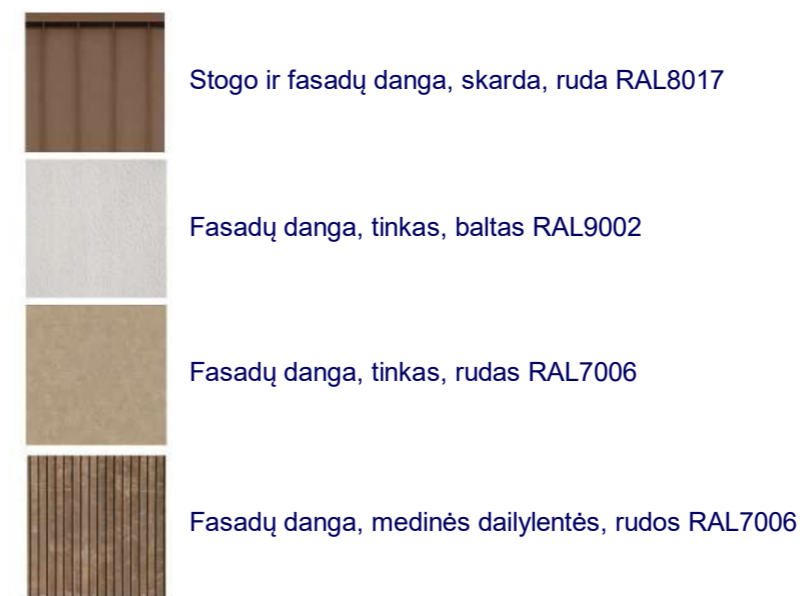 Stogo ir fasadų danga, skarda, ruda RAL8017
Fasadų danga, tinkas, baltas RAL9002
Fasadų danga, tinkas, rudas RAL7006
Fasadų danga, medinės dailylentės, rudos RAL7006